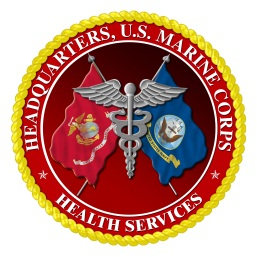 HEADQUARTERS, U.S. MARINE CORPS
HEALTH SERVICES